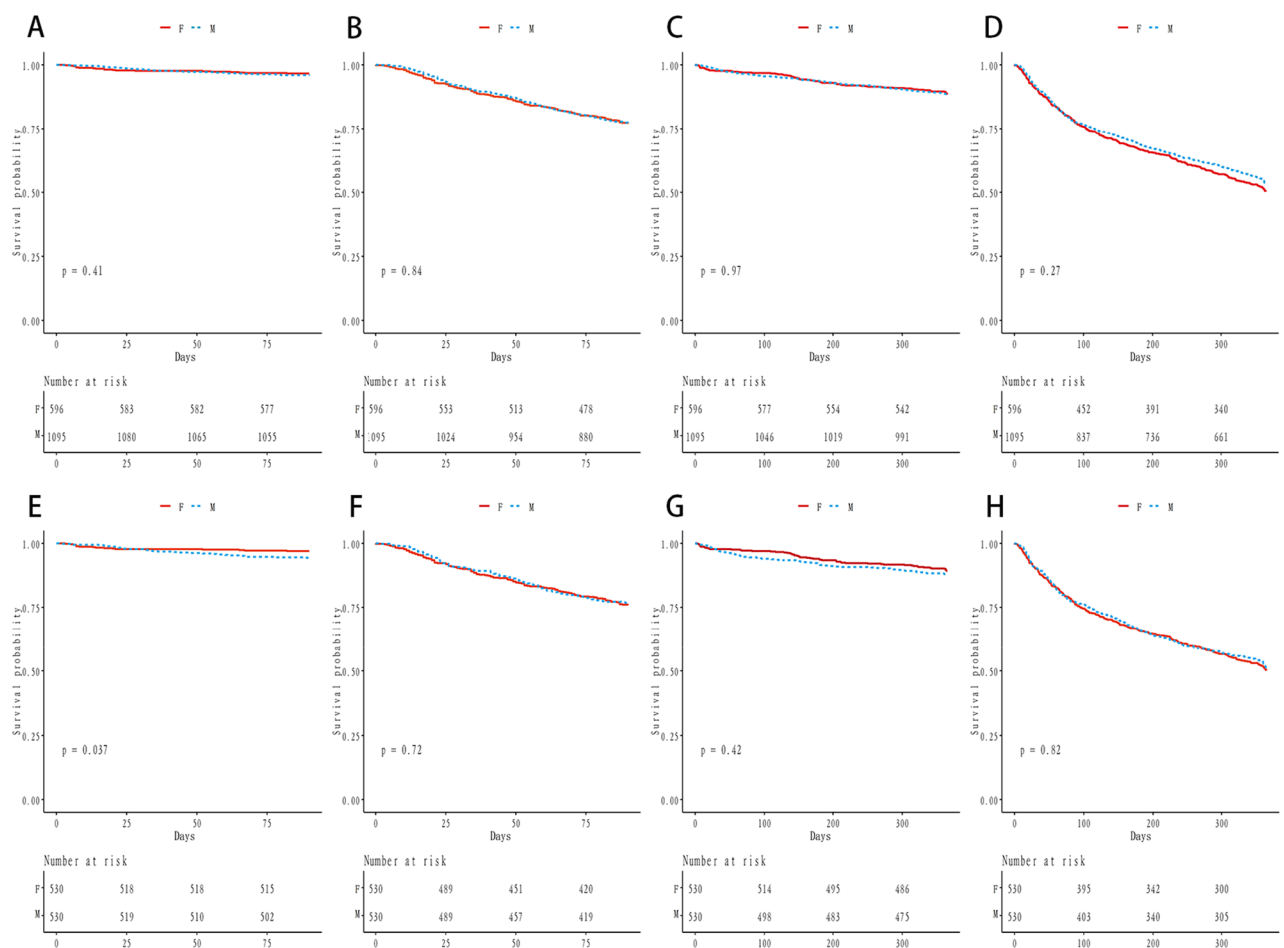 A
F M
1.00
0.75
0.50
0.25
0.00
Survival probability
p = 0.41
0 25 50 75
Days
Number at risk
F 596 583 582 577
M 1095 1080 1065 1055
0 25 50 75
B
F M
1.00
0.75
0.50
0.25
0.00
Survival probability
p = 0.84
0 25 50 75
Days
Number at risk
F 596 553 513 478
M 1095 1024 954 880
0 25 50 75
C
F M
1.00
0.75
0.50
0.25
0.00
Survival probability
p = 0.97
0 100 200 300
Days
Number at risk
F 596 577 554 542
M 1095 1046 1019 991
0 100 200 300
D
F M
1.00
0.75
0.50
0.25
0.00
Survival probability
p = 0.27
0 100 200 300
Days
Number at risk
F 596 452 391 340
M 1095 837 736 661
0 100 200 300
E
F M
1.00
0.75
0.50
0.25
0.00
Survival probability
p = 0.037
0 25 50 75
Days
Number at risk
F 530 518 518 515
M 530 519 510 502
0 25 50 75
F
F M
1.00
0.75
0.50
0.25
0.00
Survival probability
p = 0.72
0 25 50 75
Days
Number at risk
F 530 489 451 420
M 530 489 457 419
0 25 50 75
G
F M
1.00
0.75
0.50
0.25
0.00
Survival probability
p = 0.42
0 100 200 300
Days
Number at risk
F 530 514 495 486
M 530 498 483 475
0 100 200 300
H
F M
1.00
0.75
0.50
0.25
0.00
Survival probability
p = 0.82
0 100 200 300
Days
Number at risk
F 530 395 342 300
M 530 403 340 305
0 100 200 300